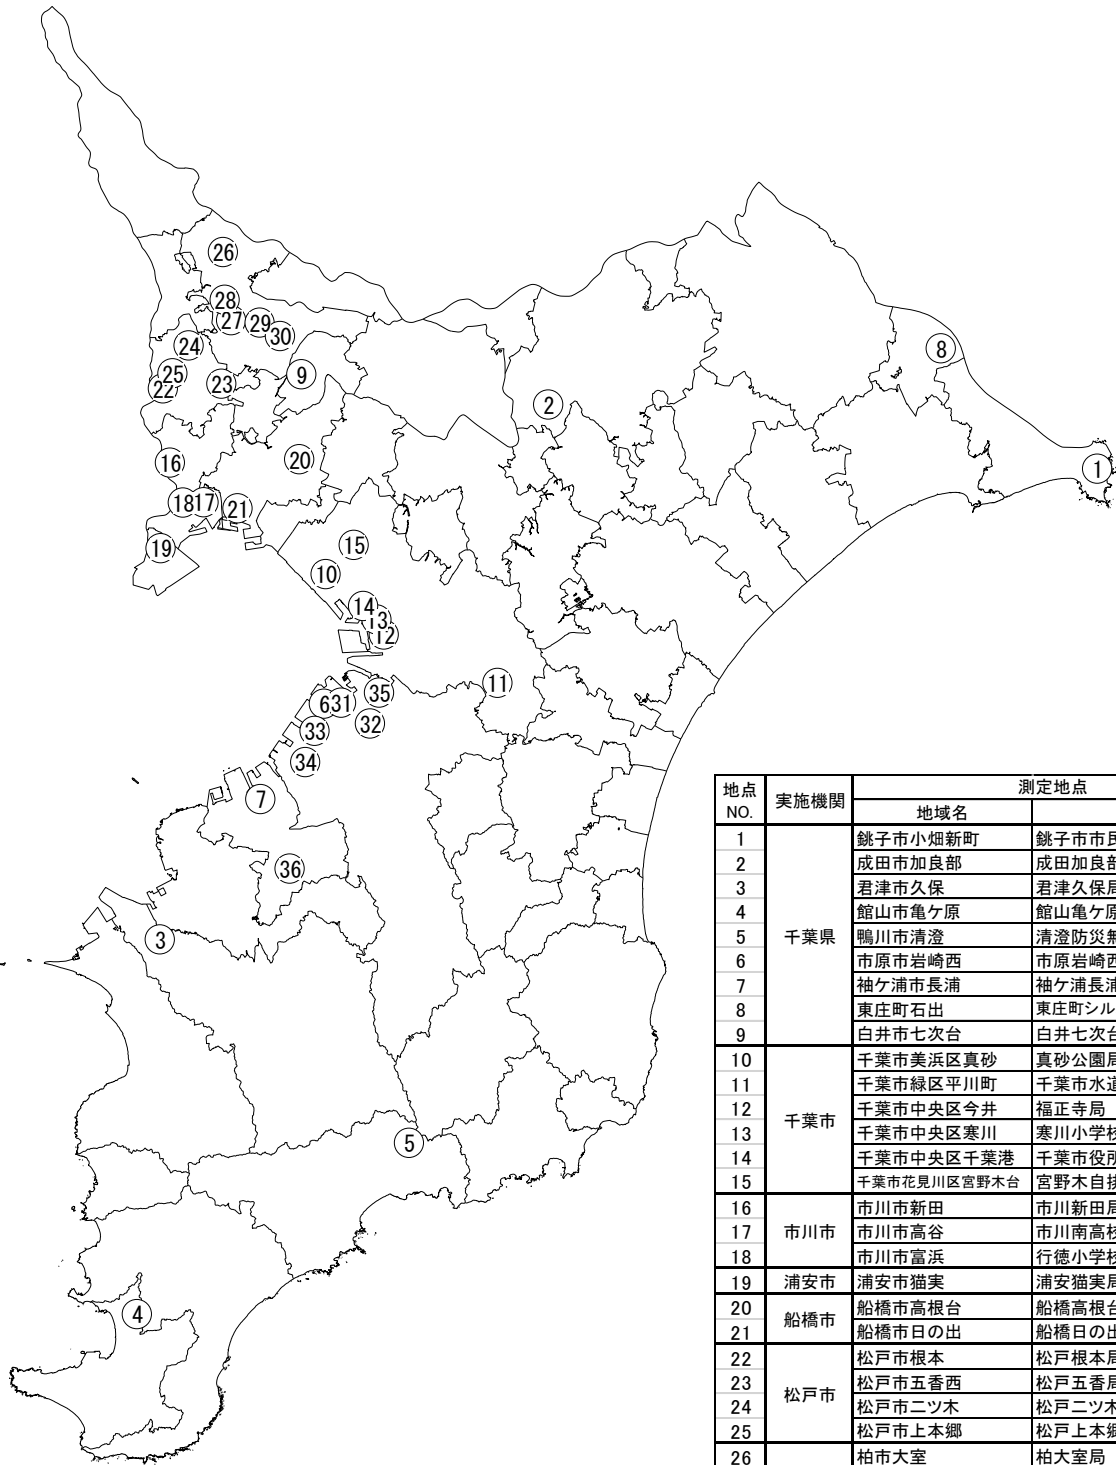 26
28
27
29
30
24
25
22
23
9
8
2
1
20
16
18
17
21
19
15
10
14
13
12
11
35
6
31
32
33
34
7
36
3
5
4
地点NO. 実施機関 測定地点
地域名
1 千葉県 銚子市小畑新町 銚子市市民
2 成田市加良部 成田加良部
3 君津市久保 君津久保局
4 館山市亀ケ原 館山亀ケ原
5 鴨川市清澄 清澄防災無
6 市原市岩崎西 市原岩崎西
7 袖ケ浦市長浦 袖ケ浦長浦
8 東庄町石出 東庄町シル
9 白井市七次台 白井七次台
10 千葉市 千葉市美浜区真砂 真砂公園局
11 千葉市緑区平川町 千葉市水道
12 千葉市中央区今井 福正寺局
13 千葉市中央区寒川 寒川小学校
14 千葉市中央区千葉港 千葉市役所
15 千葉市花見川区宮野木台 宮野木自排
16 市川市 市川市新田 市川新田局
17 市川市高谷 市川南高校
18 市川市富浜 行徳小学校
19 浦安市 浦安市猫実 浦安猫実局
20 船橋市 船橋市高根台 船橋高根台
21 船橋市日の出 船橋日の出
22 松戸市 松戸市根本 松戸根本局
23 松戸市五香西 松戸五香局
24 松戸市二ツ木 松戸二ツ木
25 松戸市上本郷 松戸上本郷
26 柏市大室 柏大室局